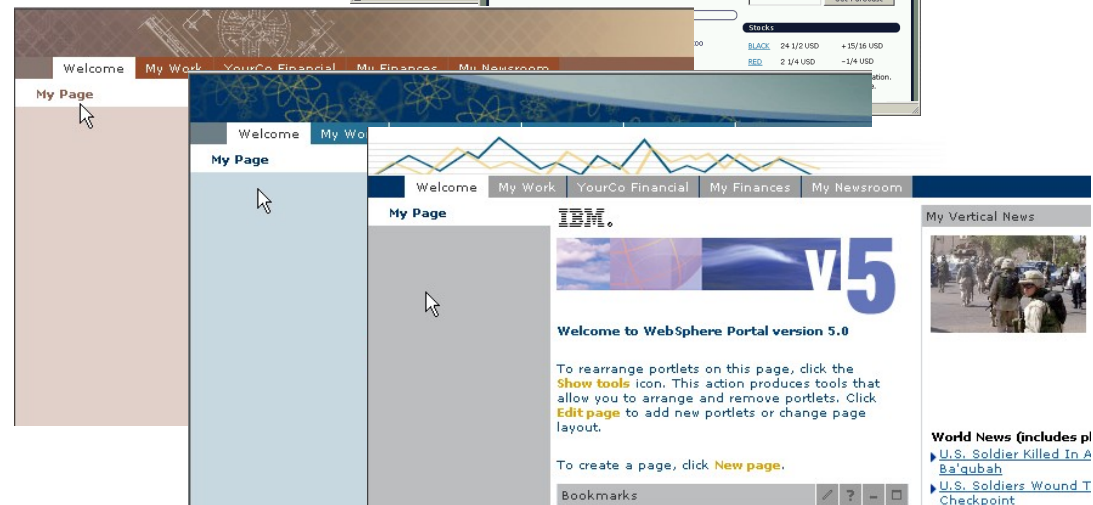 Stocks
BLACK 24 1/2 USD +15/16 USD
RED 2 1/4 USD -1/4 USD
Welcome My Work YourCo Financial My Finances My Newsroom
My Page
Welcome My Wo
My Page
Welcome My Work YourCo Financial My Finances My Newsroom
My Page
IBM.
v5
Welcome to WebSphere Portal version 5.0
To rearrange portlets on this page, click the
Show tools icon. This action produces tools that
allow you to arrange and remove portlets. Click
Edit page to add new portlets or change page
layout.
To create a page, click New page.
Bookmarks
My Vertical News
World News (includes p
U.S. Soldier Killed In A
Ba'qubah
U.S. Soldiers Wound T
Checkpoint